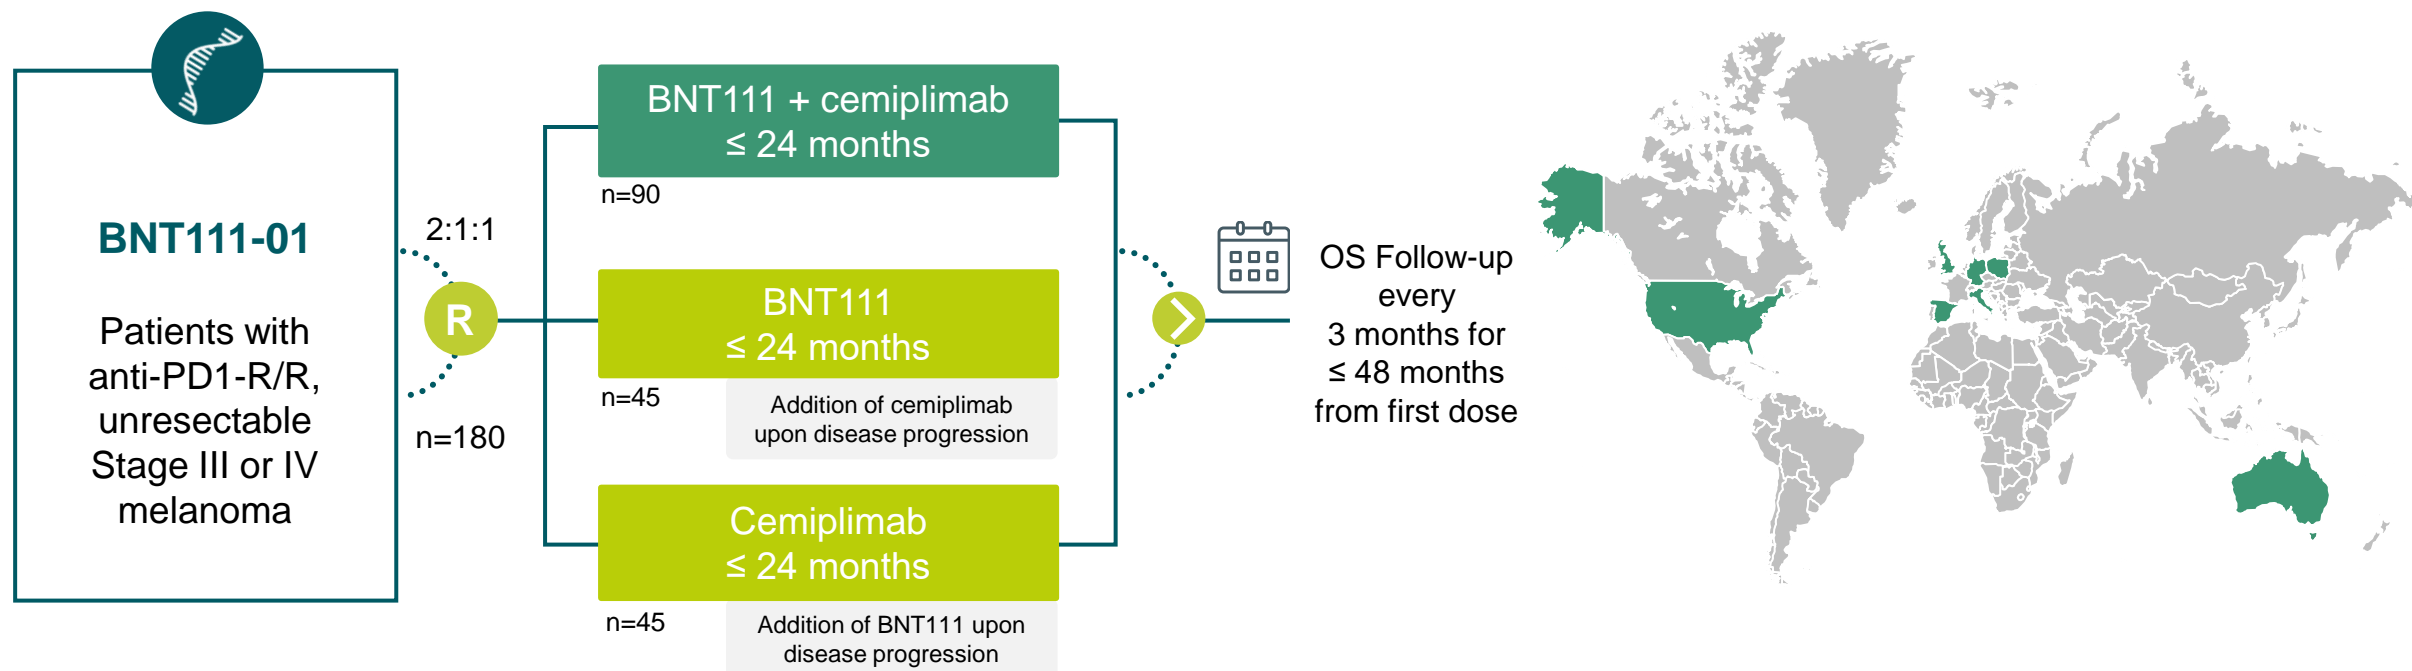 BNT111-01
Patients with
anti-PD1-R/R,
unresectable
Stage III or IV
melanoma
2:1:1
R
n=180
BNT111 + cemiplimab
≤ 24 months
n=90
BNT111
≤ 24 months
n=45
Addition of cemiplimab
upon disease progression
Cemiplimab
≤ 24 months
n=45
Addition of BNT111 upon
disease progression
OS Follow-up
every
3 months for
≤ 48 months
from first dose